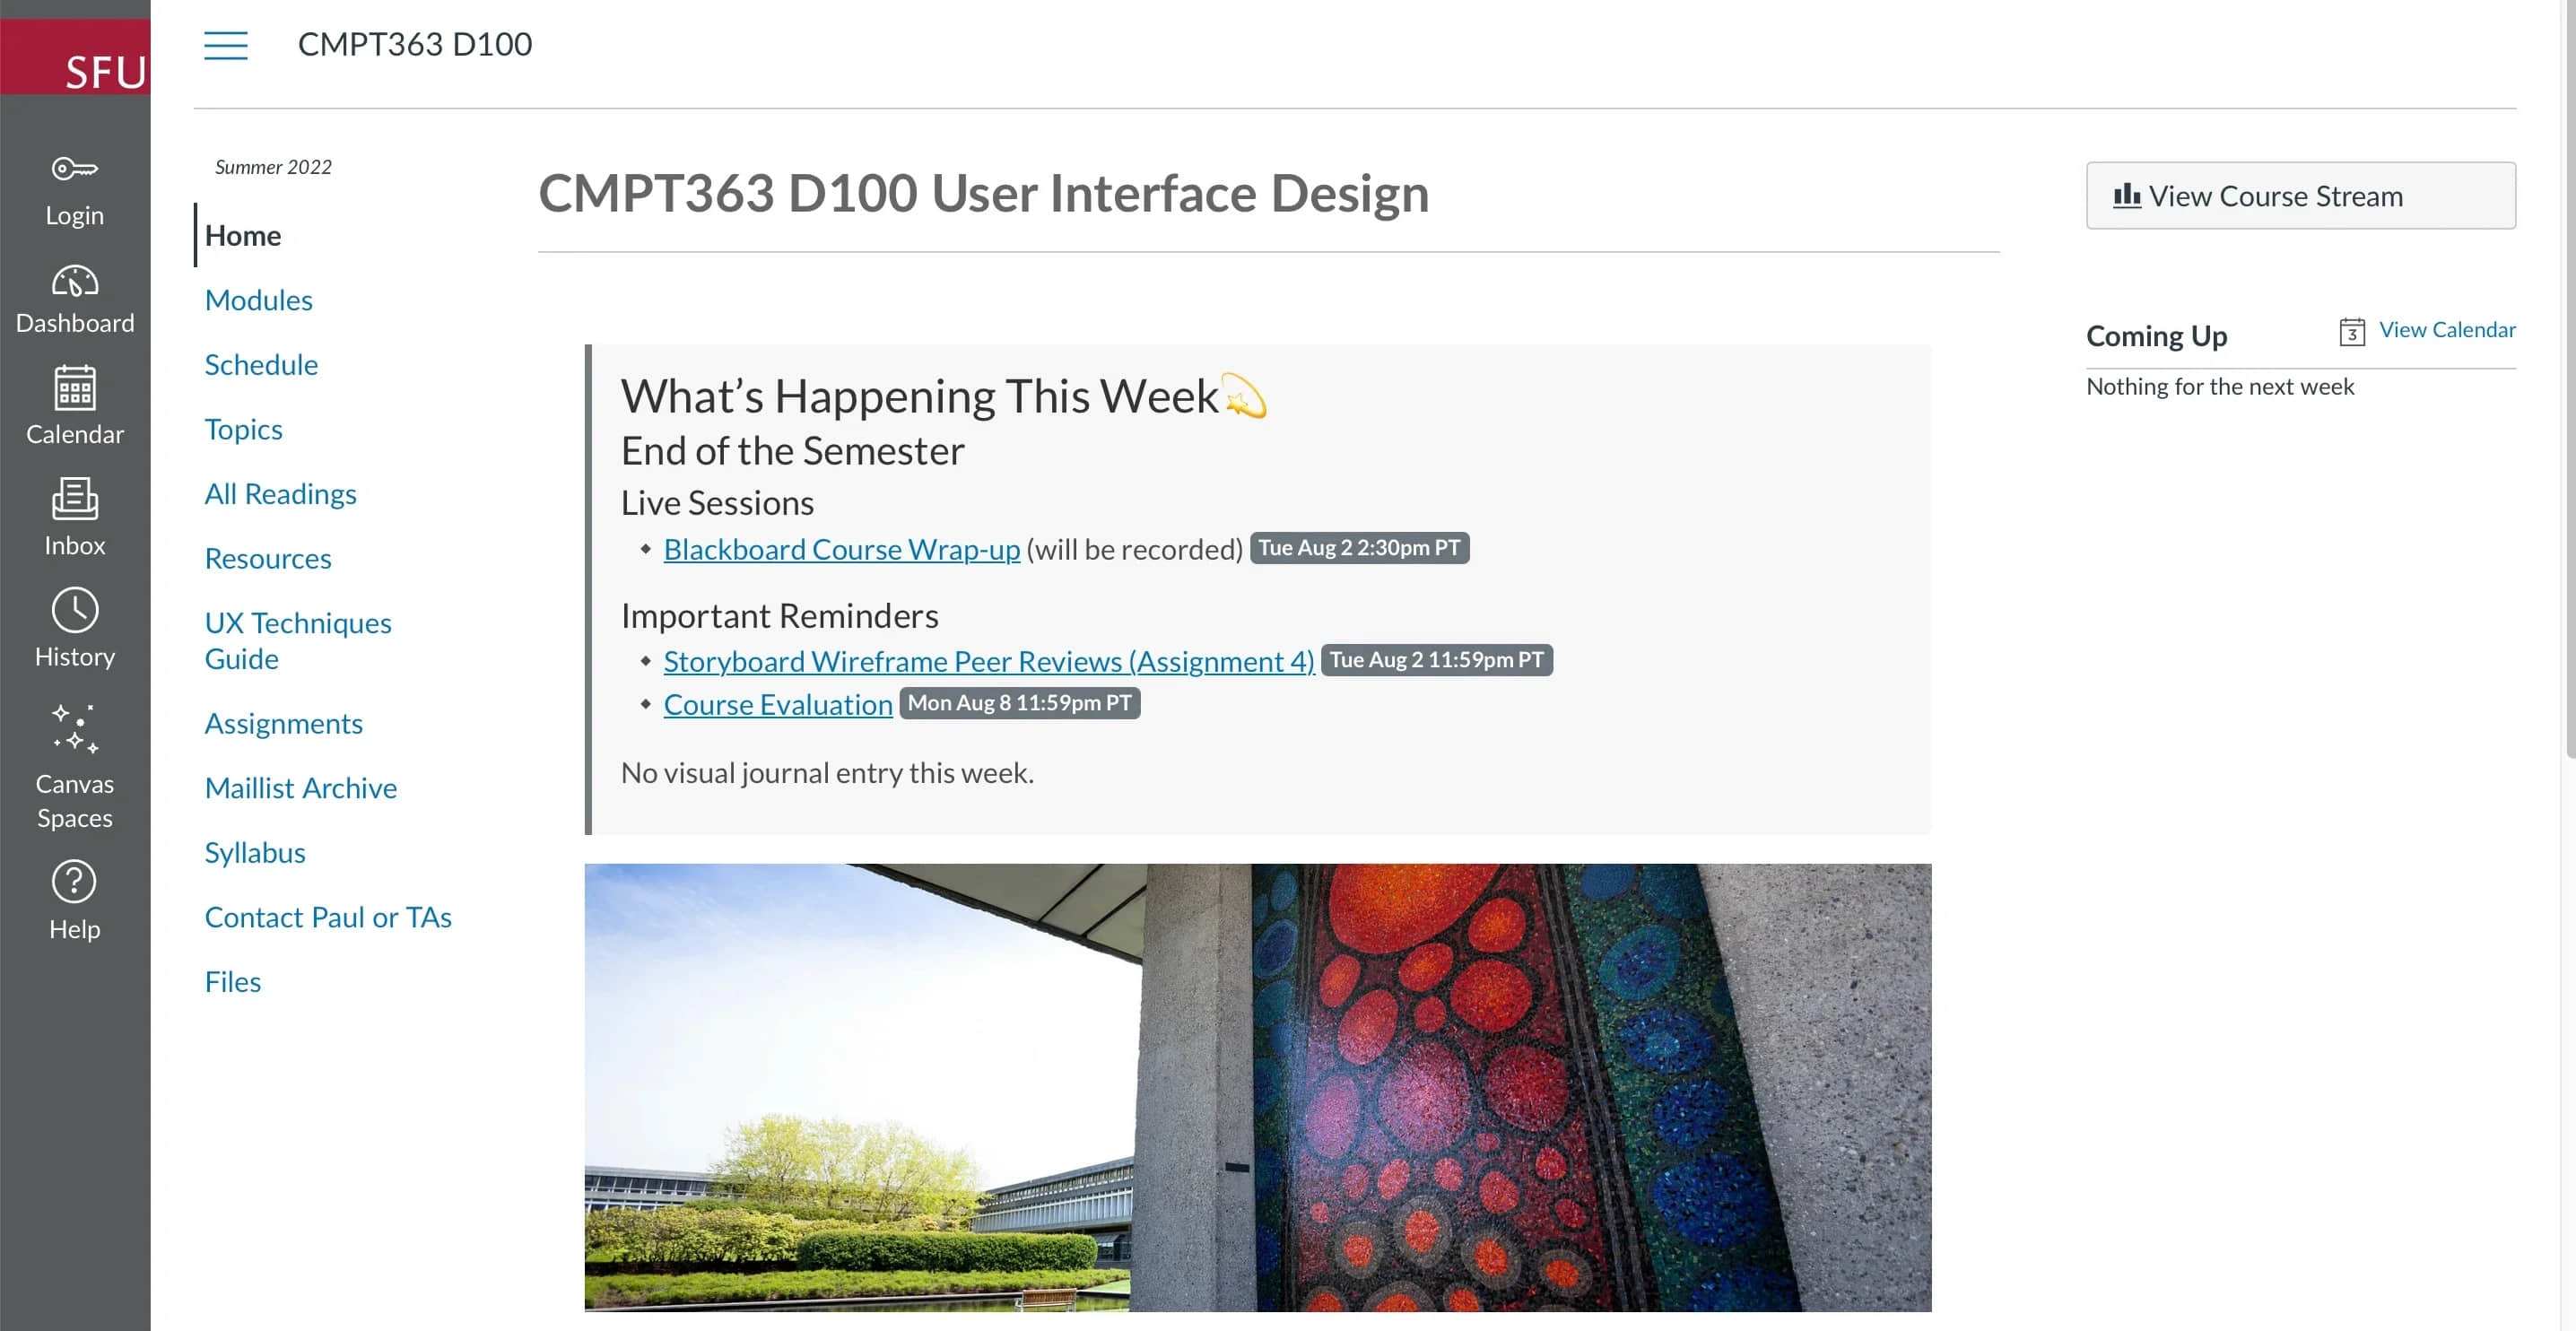 SFU
CMPT363 D100
Login
Dashboard
Calendar
Inbox
History
Canvas
Spaces
Help
Summer 2022
Home
Modules
Schedule
Topics
All Readings
Resources
UX Techniques
Guide
Assignments
Maillist Archive
Syllabus
Contact Paul or TAs
Files
CMPT363 D100 User Interface Design
What’s Happening This Week💫
End of the Semester
Live Sessions
Blackboard Course Wrap-up (will be recorded) Tue Aug 2 2:30pm PT
Important Reminders
Storyboard Wireframe Peer Reviews (Assignment 4) Tue Aug 2 11:59pm PT
Course Evaluation Mon Aug 8 11:59pm PT
No visual journal entry this week.
View Course Stream
Coming Up 3 View Calendar
Nothing for the next week